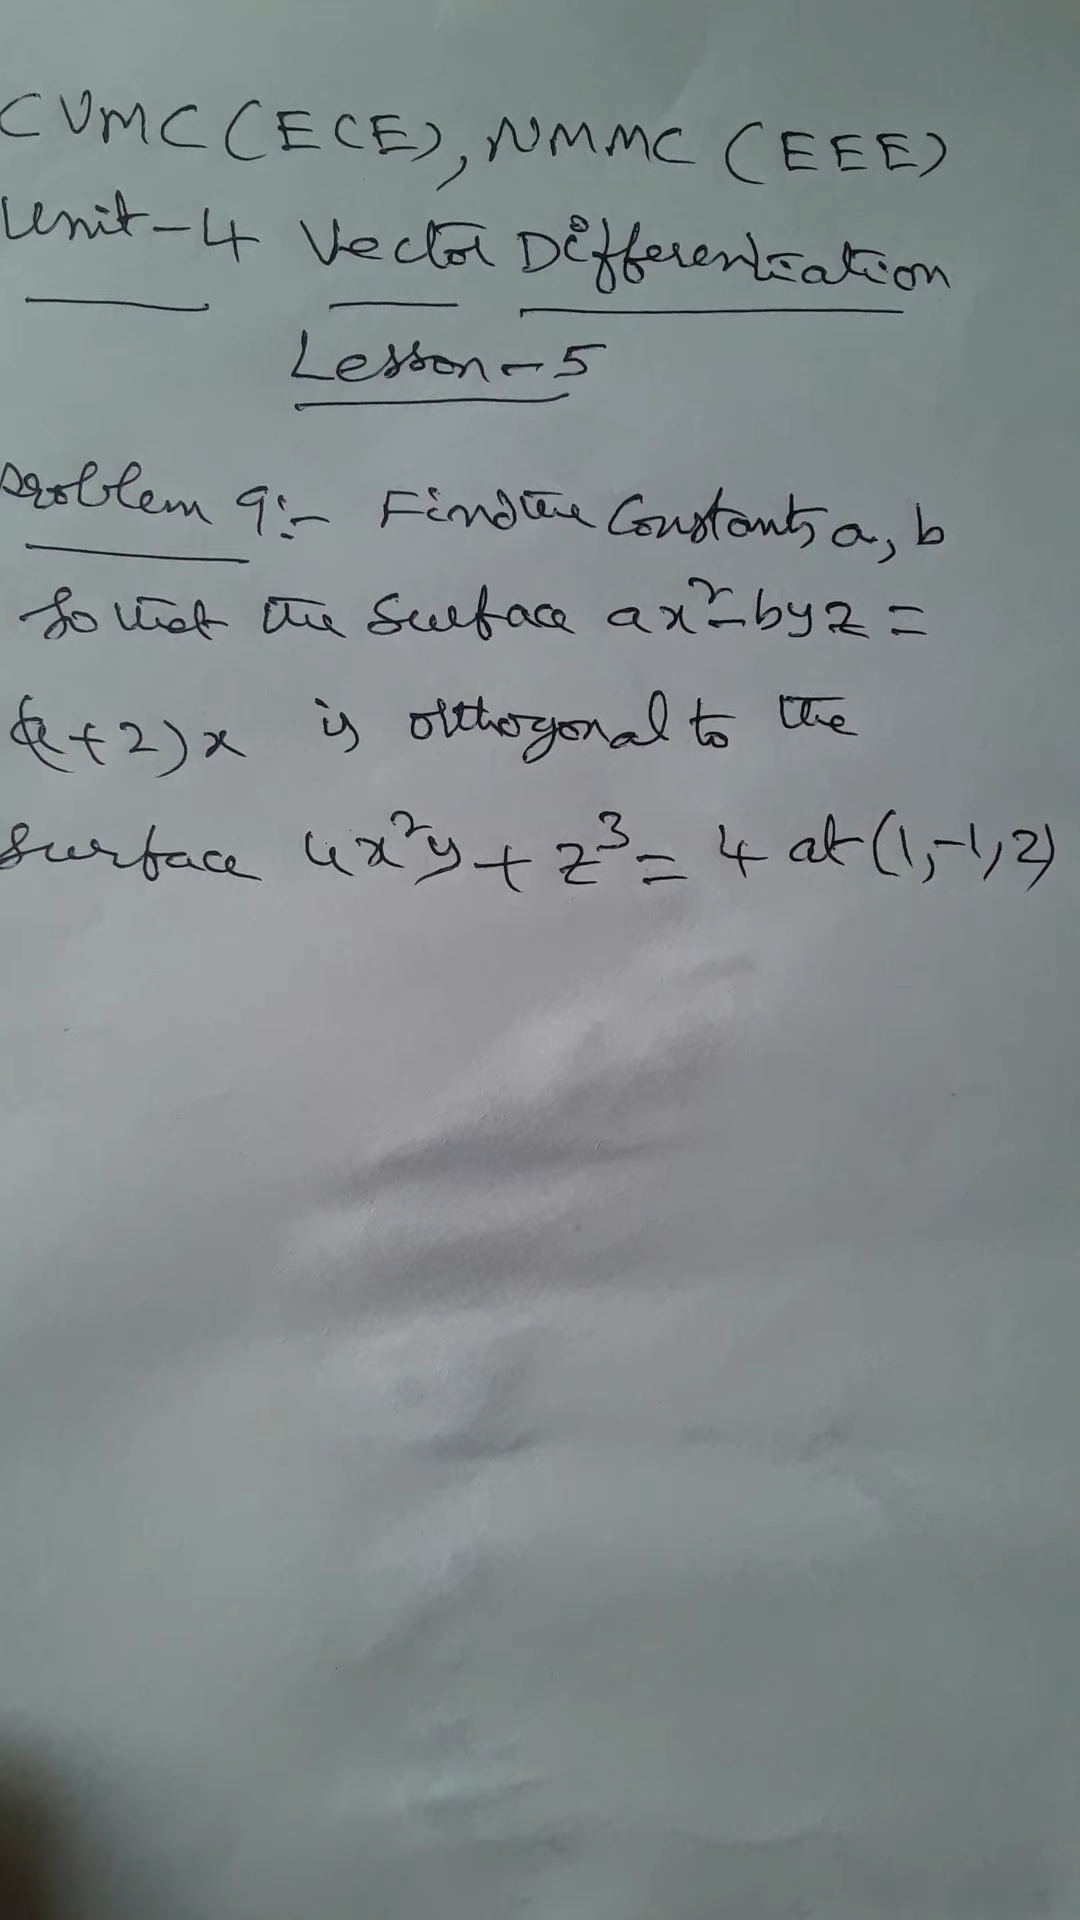 CVMC (ECE), NMMC (EEE)
Unit-4 Vector Differentiation
Lesson-5
Problem 9:- Find the Constants a, b
So that the Surface ax²-byz =
(a+2)x is orthogonal to the
Surface 4x²y+z³=4 at (1,-1,2)